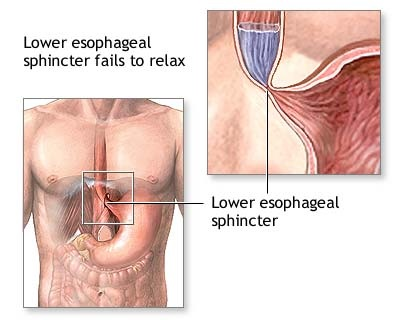 Lower esophageal
sphincter fails to relax
Lower esophageal
sphincter